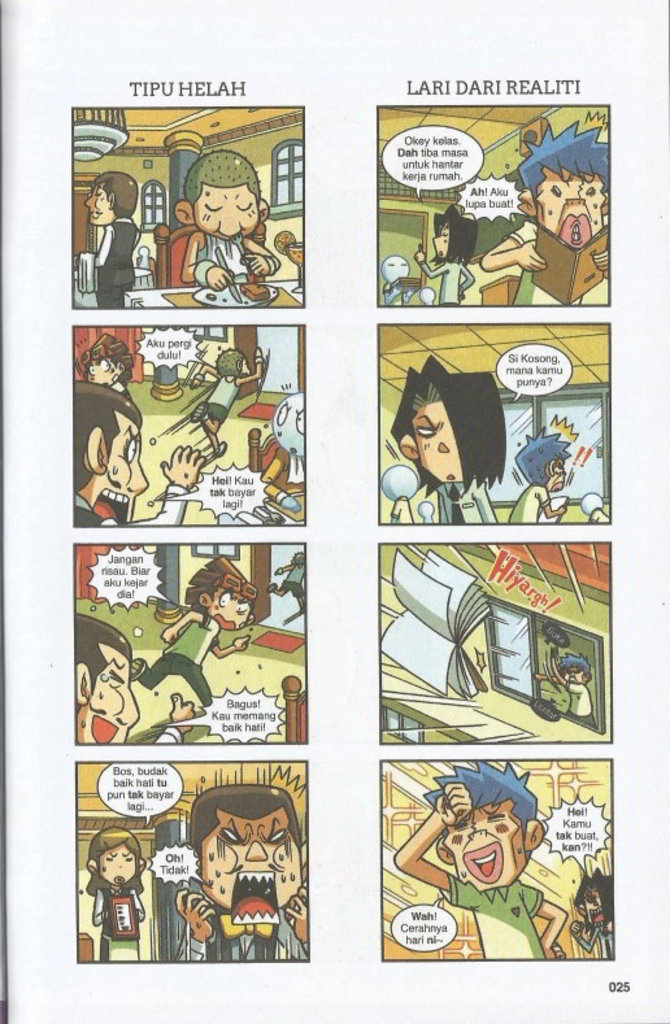 TIPU HELAH
Aku pergi
dulu!
Hei! Kau
tak bayar
lagi!
Jangan
risau. Biar
aku kejar
dia!
Bagus!
Kau memang
baik hati!
Bos, budak
baik hati tu
pun tak bayar
lagi...
Oh!
Tidak!
LARI DARI REALITI
Okey kelas.
Dah tiba masa
untuk hantar
kerja rumah.
Ah! Aku
lupa buat!
Si Kosong,
mana kamu
punya?
!!
Hiyargh!
Buka
Lontar
Hei!
Kamu
tak buat,
kan?!!
Wah!
Cerahnya
hari ni~
025